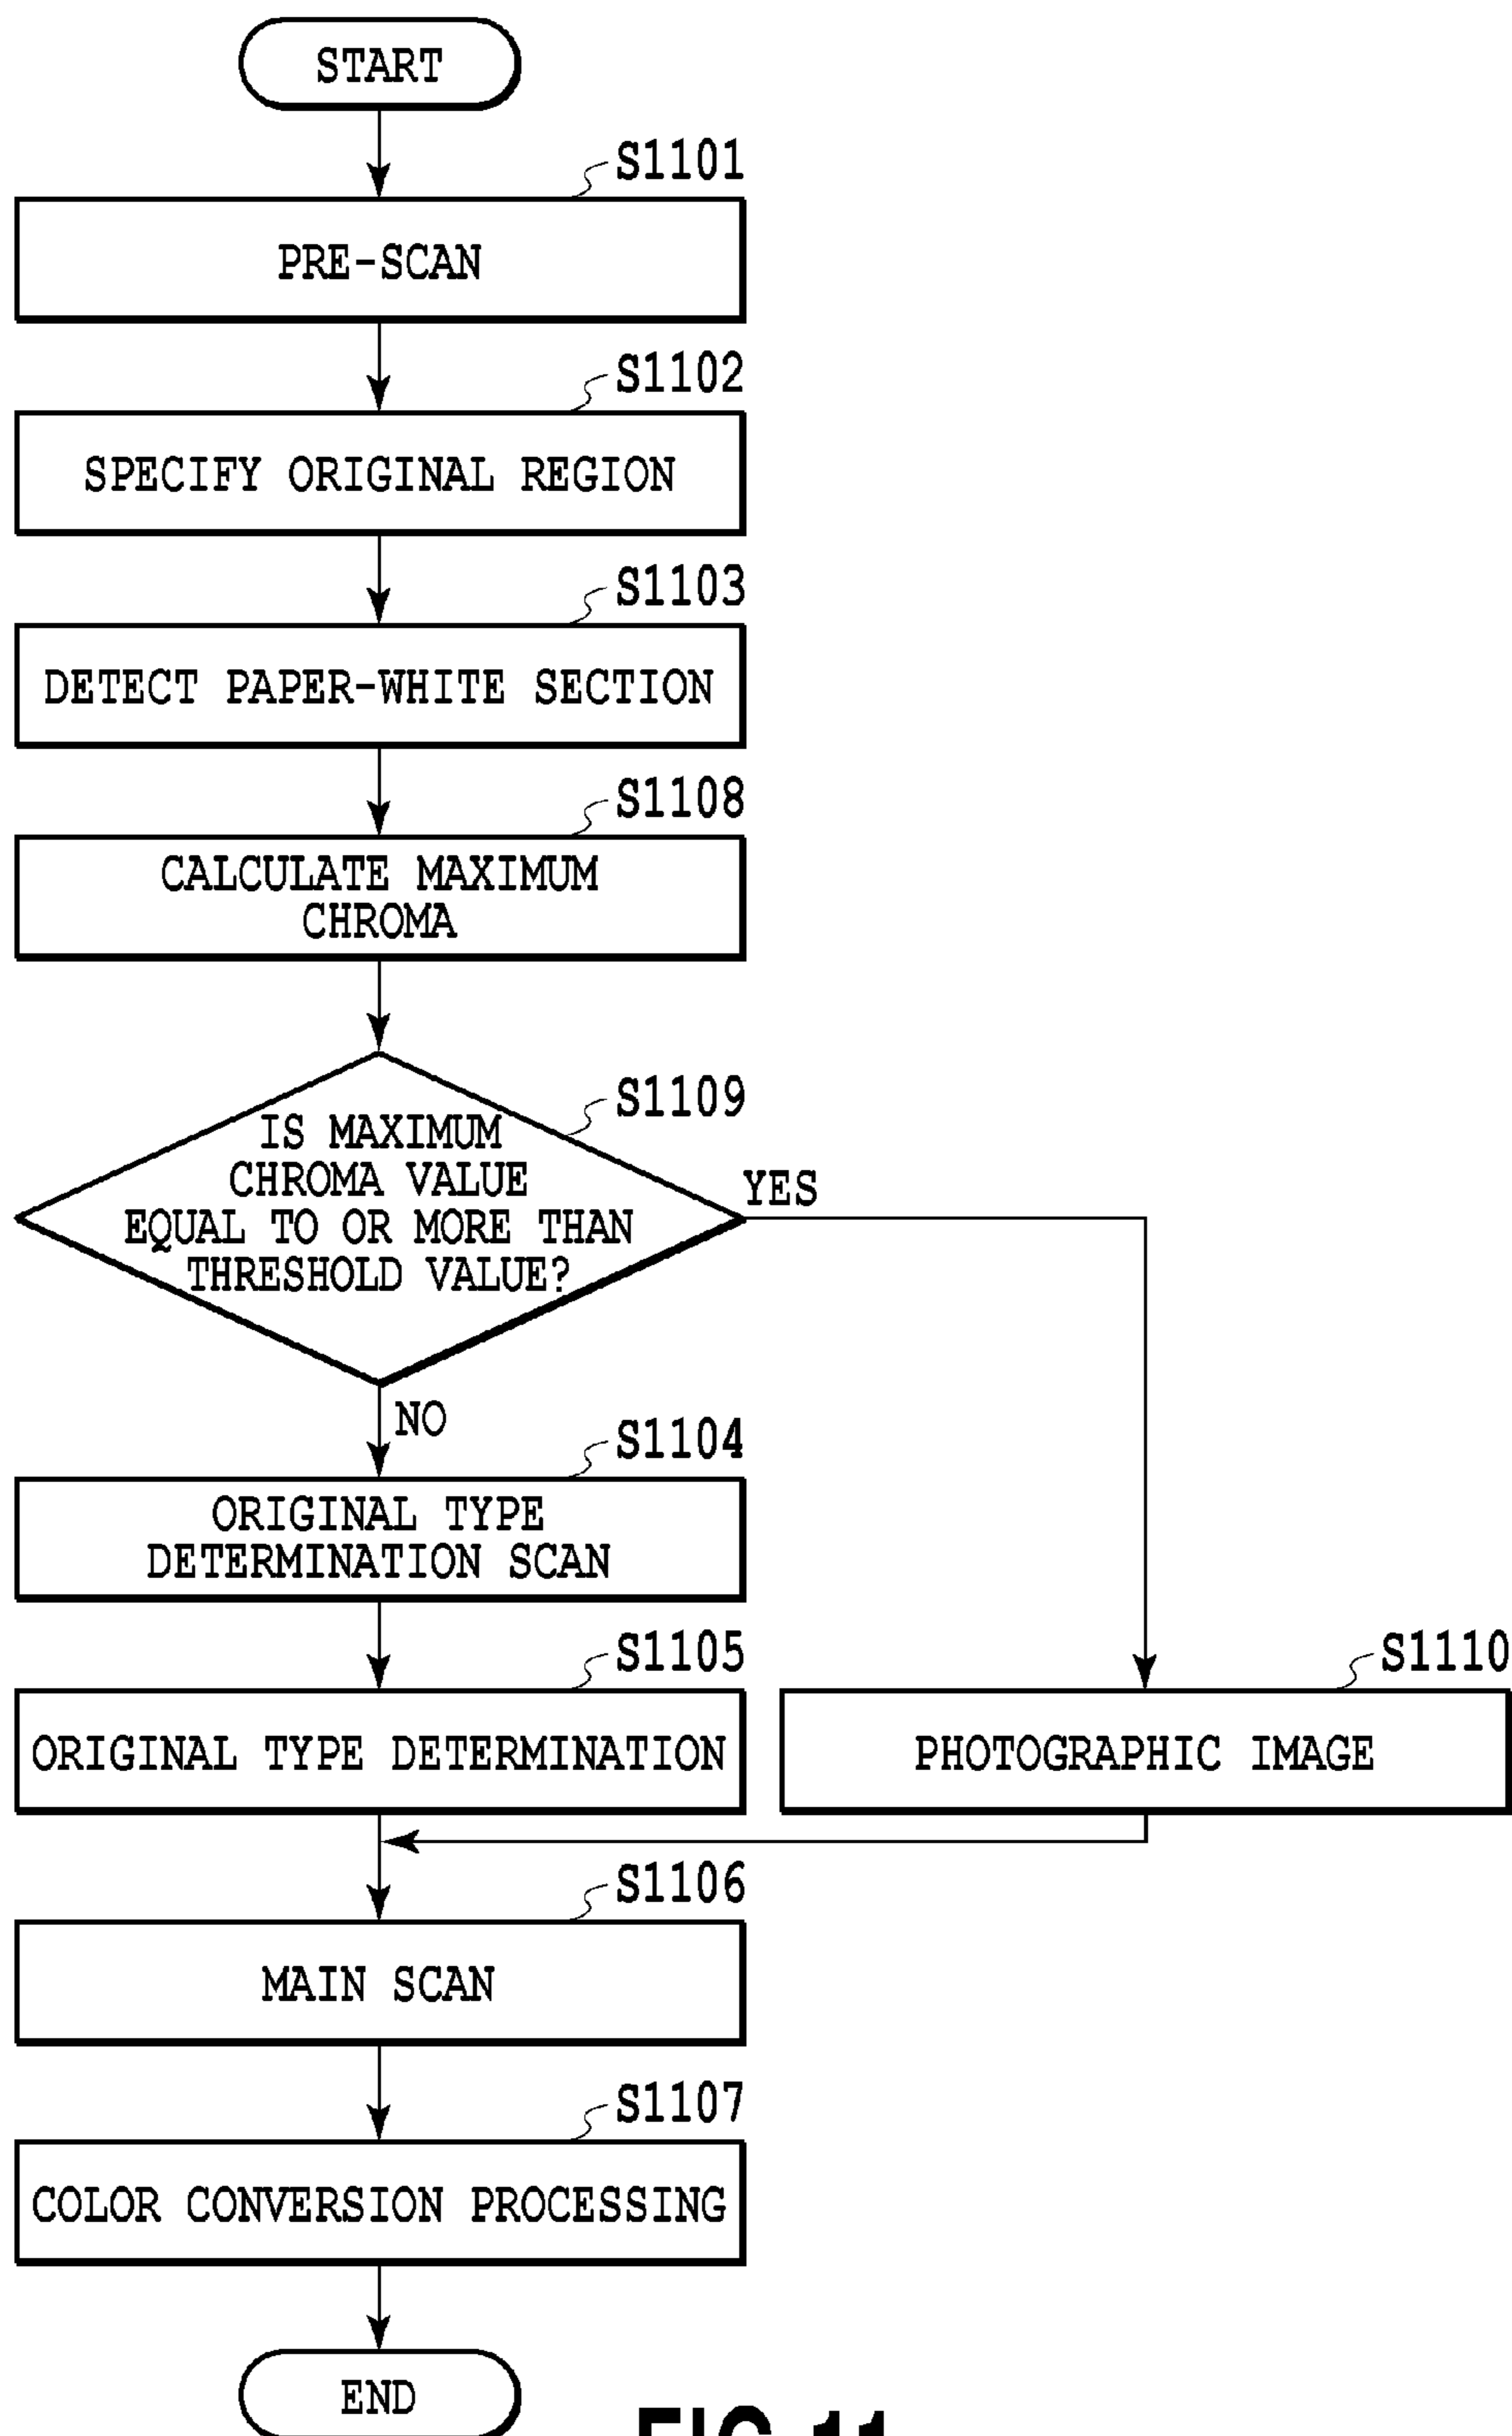 START
S1101
PRE-SCAN
S1102
SPECIFY ORIGINAL REGION
S1103
DETECT PAPER-WHITE SECTION
S1108
CALCULATE MAXIMUM
CHROMA
S1109
IS MAXIMUM
CHROMA VALUE
EQUAL TO OR MORE THAN
THRESHOLD VALUE?
YES
NO
S1104
ORIGINAL TYPE
DETERMINATION SCAN
S1105
ORIGINAL TYPE DETERMINATION
S1110
PHOTOGRAPHIC IMAGE
S1106
MAIN SCAN
S1107
COLOR CONVERSION PROCESSING
END
FIG.11